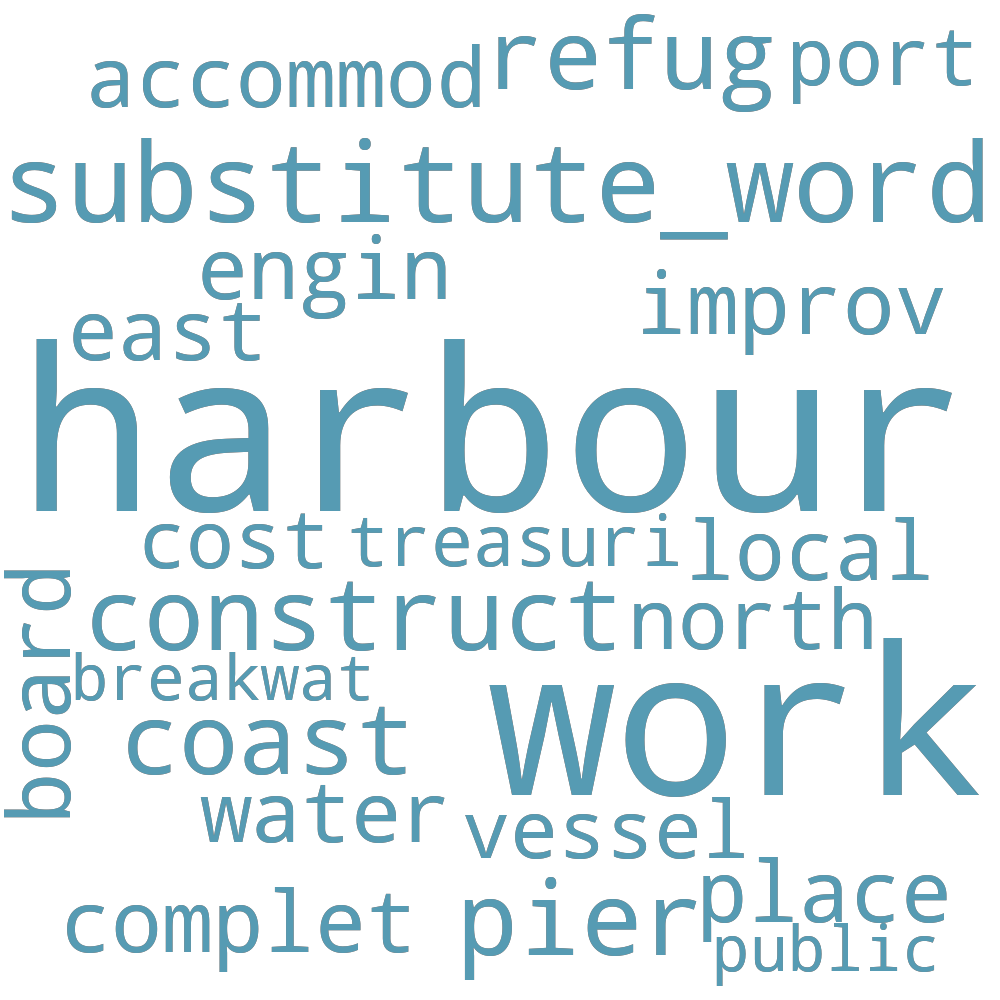 refug port
accommod
substitute_word
engin
improv
east
harbour
cost treasuri local
construct north
board
breakwat
work
coast
water
vessel
place
complet pier
public